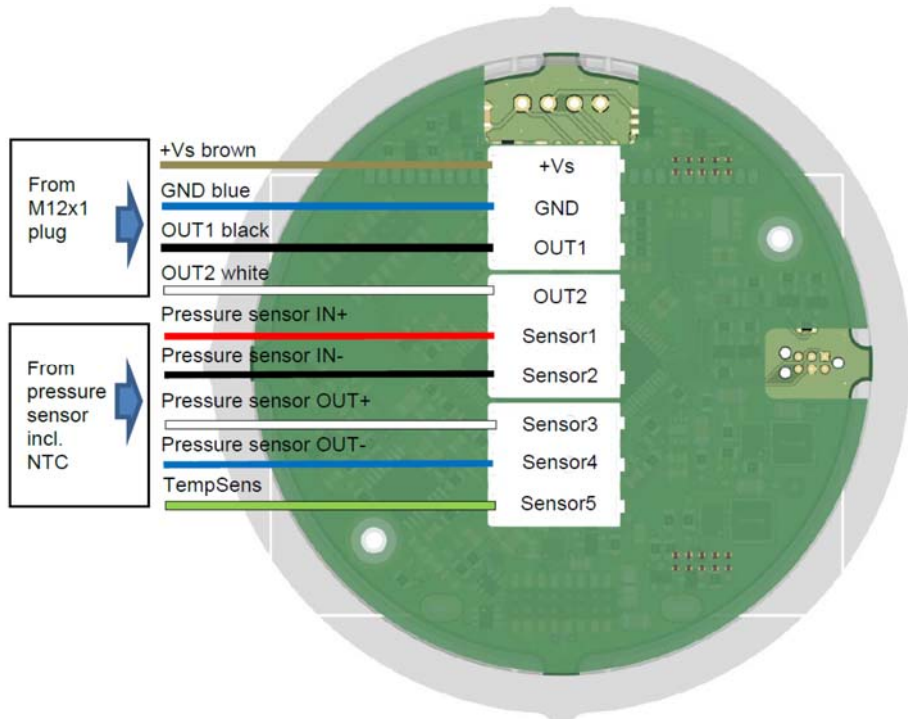 From
M12x1
plug
+Vs brown
GND blue
OUT1 black
OUT2 white
From
pressure
sensor
incl.
NTC
Pressure sensor IN+
Pressure sensor IN-
Pressure sensor OUT+
Pressure sensor OUT-
TempSens
+Vs
GND
OUT1
OUT2
Sensor1
Sensor2
Sensor3
Sensor4
Sensor5